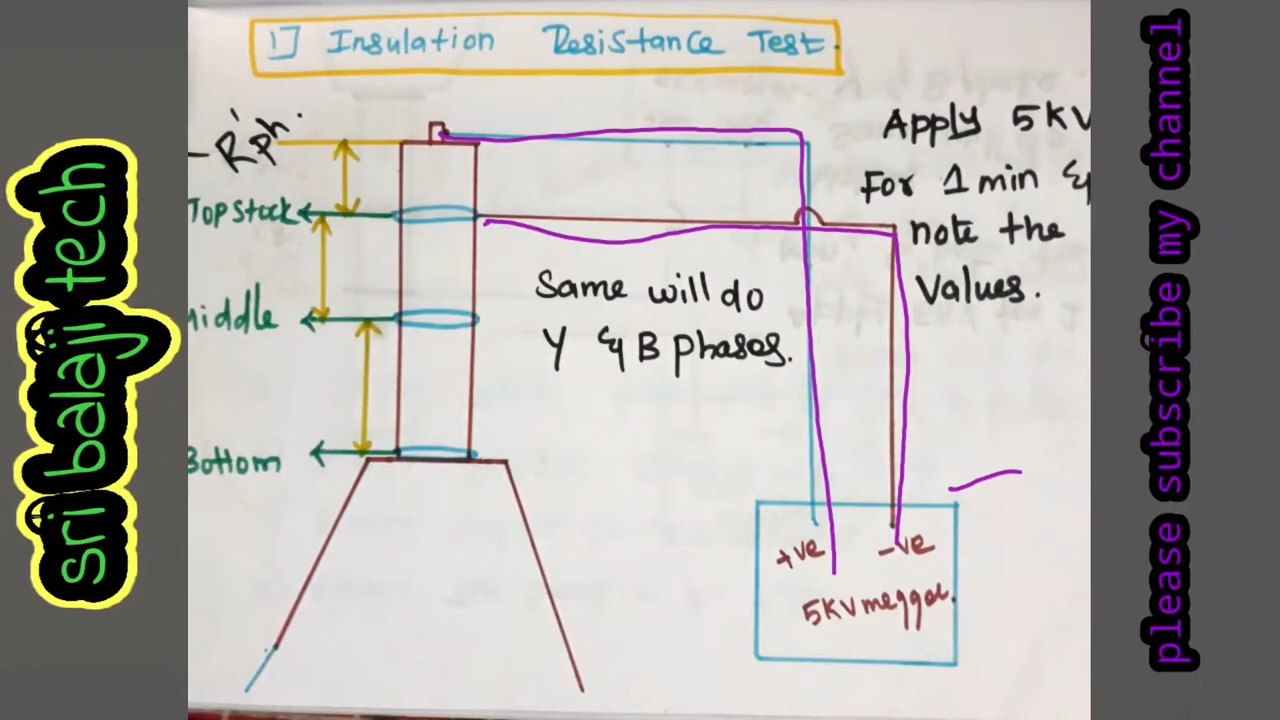 1] Insulation Resistance Test.
- R ph.
Top Stack
Middle
Bottom
Same will do
Y & B phases.
Apply 5KV
For 1 min &
note the
Values.
+ve
-ve
5KV meggar.
sri balaji tech
please subscribe my channel